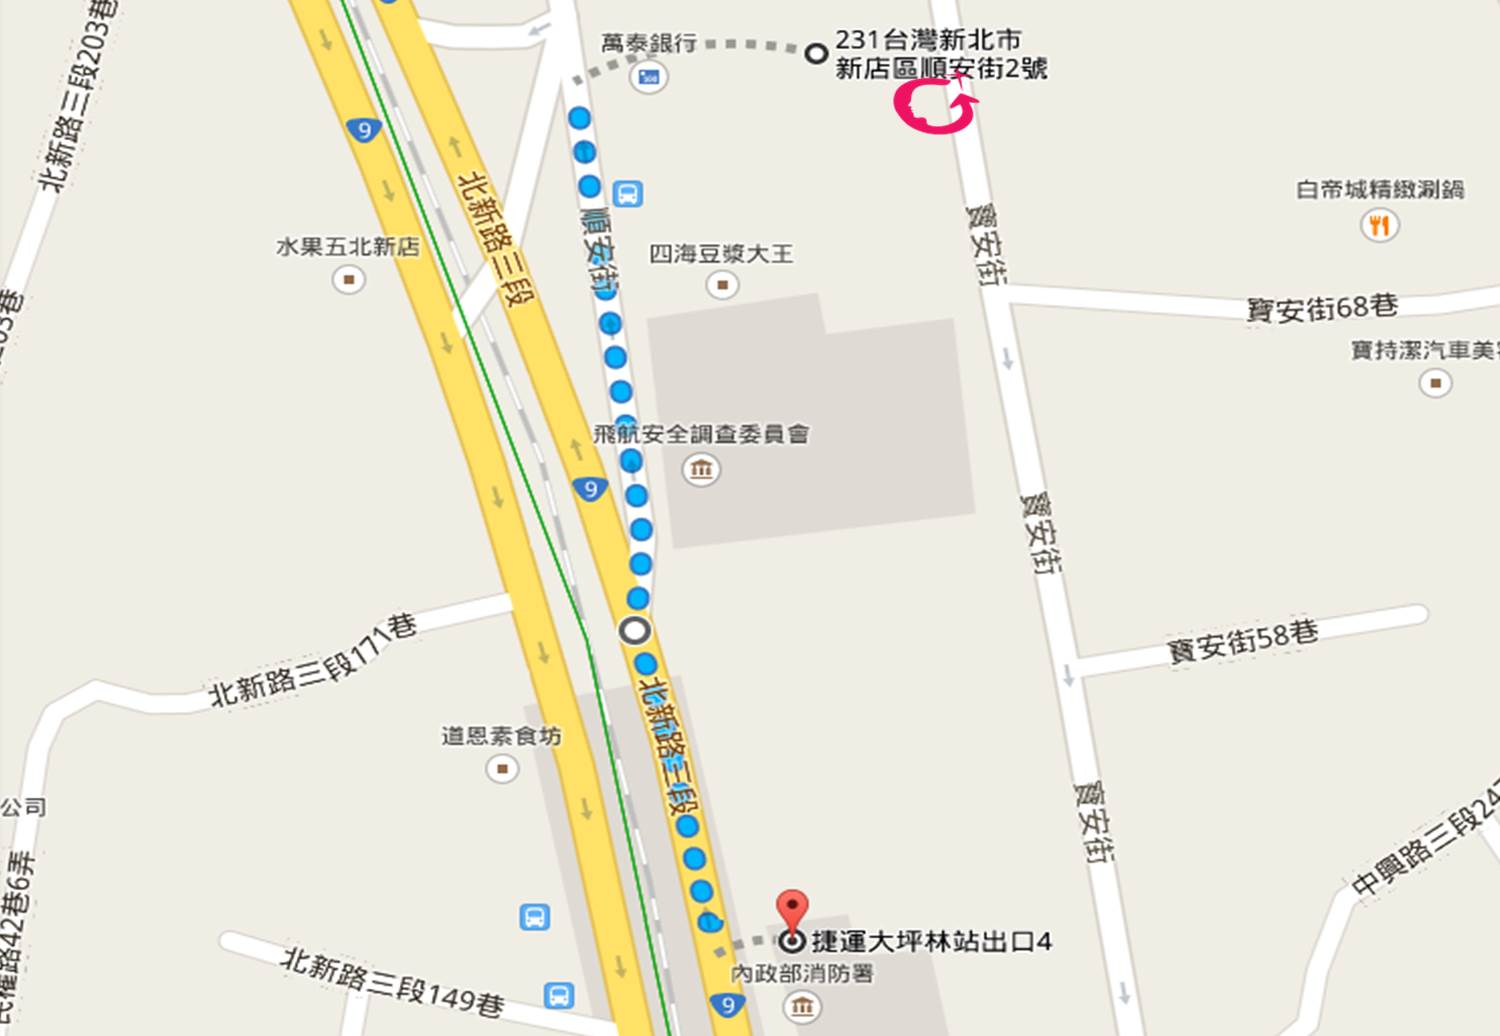 北新路三段203巷
萬泰銀行
231台灣新北市
新店區順安街2號
9
北新路三段
白帝城精緻涮鍋
水果五北新店
順安街
四海豆漿大王
寶安街
寶安街68巷
寶持潔汽車美
飛航安全調查委員會
9
寶安街
北新路三段171巷
寶安街58巷
北新路三段
道恩素食坊
公司
寶安街
中興路三段
民權路42巷6弄
捷運大坪林站出口4
內政部消防署
北新路三段149巷
9